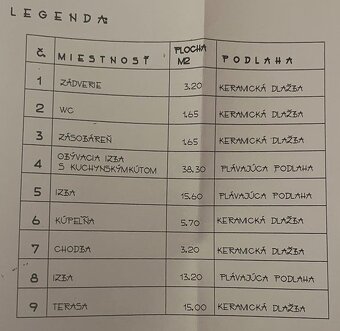 LEGENDA
Č. MIESTNOSŤ PLOCHA M2 PODLAHA
1 ZÁDVERIE 3.20 KERAMICKÁ DLAŽBA
2 WC 1.65 KERAMICKÁ DLAŽBA
3 ZÁSOBÁREŇ 1.65 KERAMICKÁ DLAŽBA
4 OBÝVACIA IZBA
S KUCHYNSKÝMKÚTOM 38.30 PLÁVAJÚCA PODLAHA
5 IZBA 15.60 PLÁVAJÚCA PODLAHA
6 KÚPEĽŇA 5.70 KERAMICKÁ DLAŽBA
7 CHODBA 3.20 KERAMICKÁ DLAŽBA
8 IZBA 13.20 PLÁVAJÚCA PODLAHA
9 TERASA 15.00 KERAMICKÁ DLAŽBA